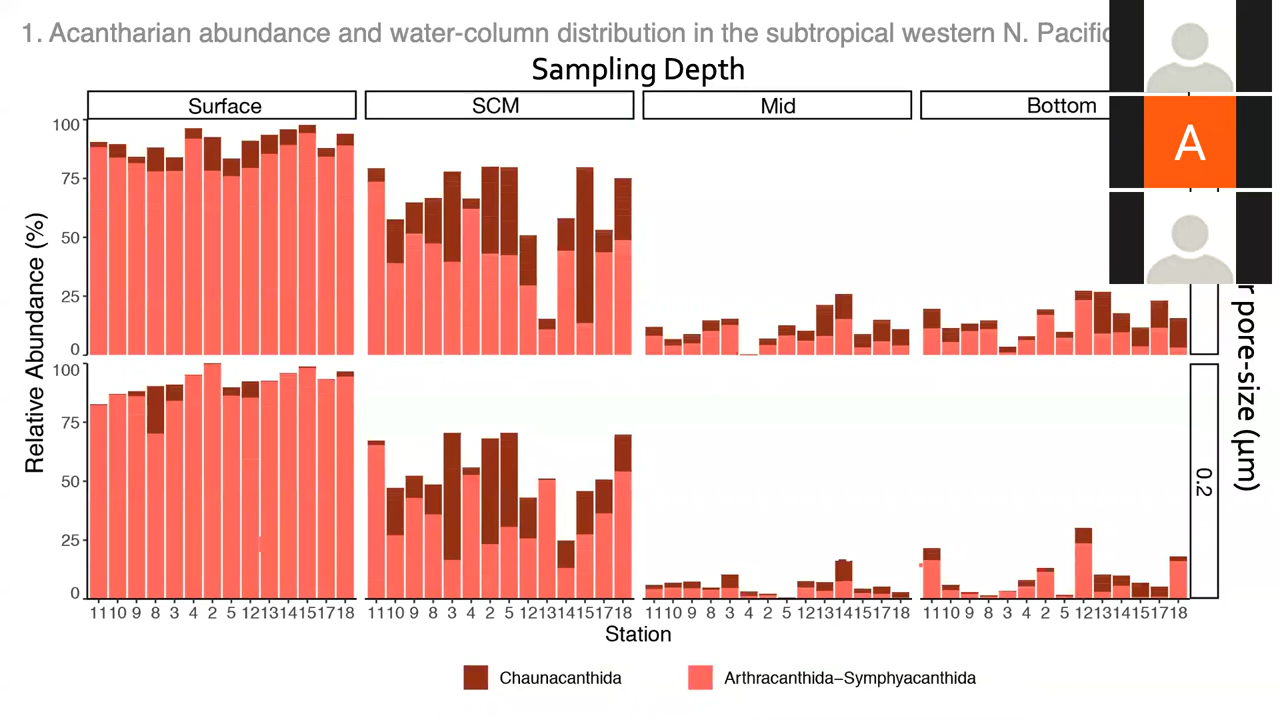 1. Acantharian abundance and water-column distribution in the subtropical western N. Pacific
Sampling Depth
Surface SCM Mid Bottom
A
Relative Abundance (%)
100
75
50
25
0
Relative Abundance (%)
100
75
50
25
0
r pore-size (µm)
0.2
11 10 9 8 3 4 2 5 12 13 14 15 17 18
11 10 9 8 3 4 2 5 12 13 14 15 17 18
11 10 9 8 3 4 2 5 12 13 14 15 17 18
11 10 9 8 3 4 2 5 12 13 14 15 17 18
Station
Chaunacanthida Arthracanthida–Symphyacanthida